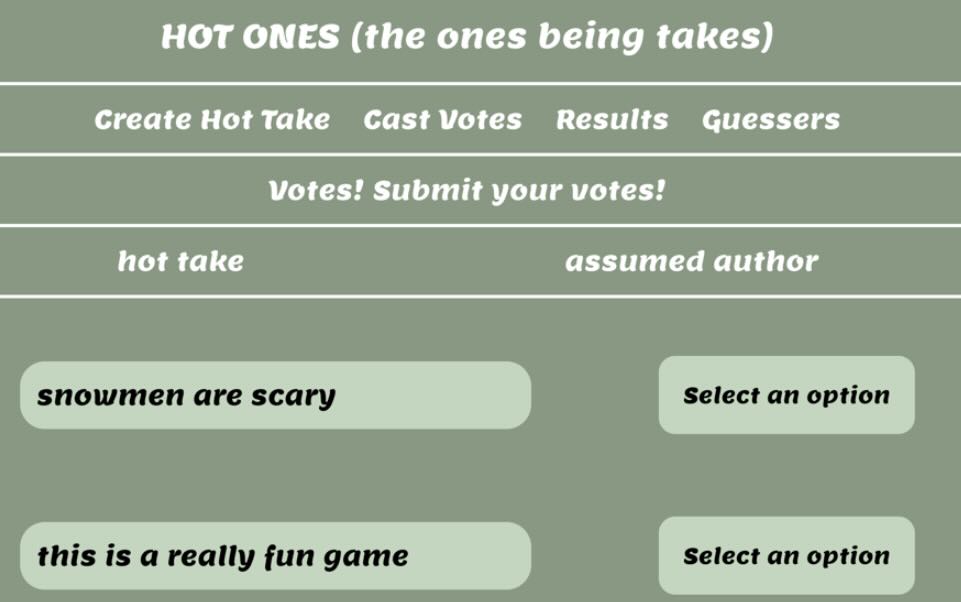 HOT ONES (the ones being takes)
Create Hot Take Cast Votes Results Guessers
Votes! Submit your votes!
hot take assumed author
snowmen are scary Select an option
this is a really fun game Select an option